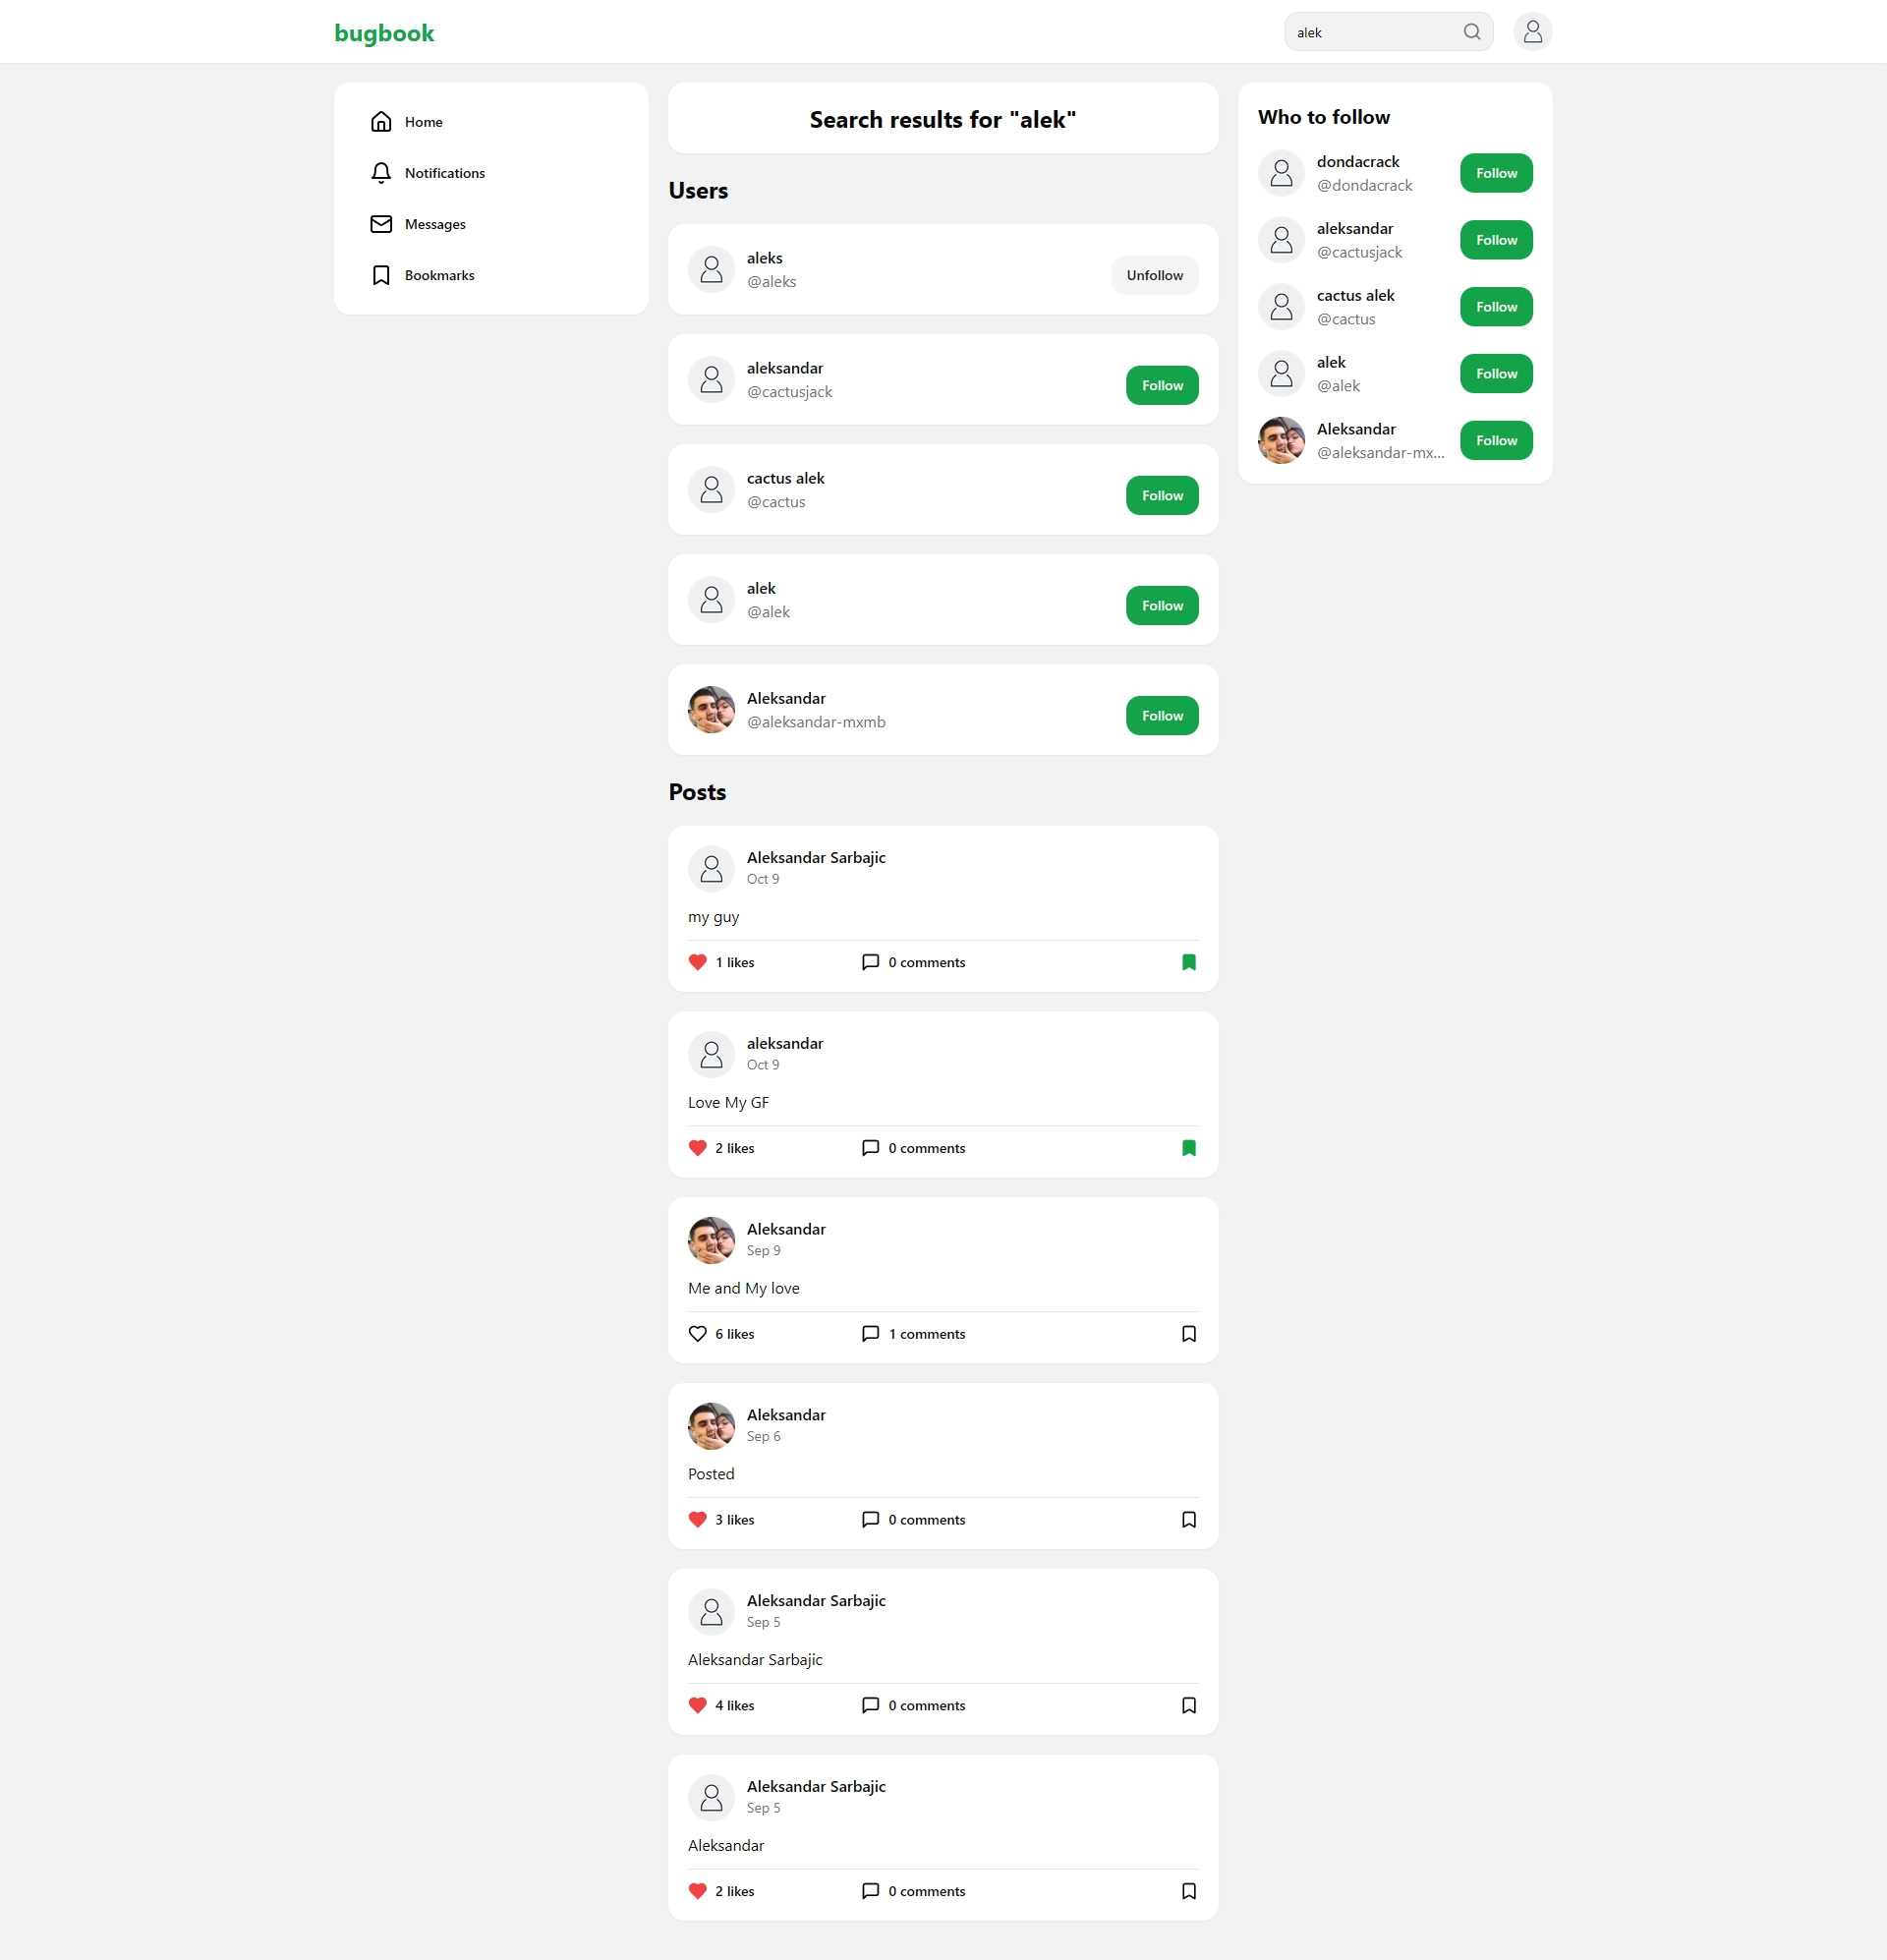 bugbook
alek
Home
Notifications
Messages
Bookmarks
Search results for "alek"
Users
aleks
@aleks
Unfollow
aleksandar
@cactusjack
Follow
cactus alek
@cactus
Follow
alek
@alek
Follow
Aleksandar
@aleksandar-mxmb
Follow
Posts
Aleksandar Sarbajic
Oct 9
my guy
1 likes
0 comments
aleksandar
Oct 9
Love My GF
2 likes
0 comments
Aleksandar
Sep 9
Me and My love
6 likes
1 comments
Aleksandar
Sep 6
Posted
3 likes
0 comments
Aleksandar Sarbajic
Sep 5
Aleksandar Sarbajic
4 likes
0 comments
Aleksandar Sarbajic
Sep 5
Aleksandar
2 likes
0 comments
Who to follow
dondacrack
@dondacrack
Follow
aleksandar
@cactusjack
Follow
cactus alek
@cactus
Follow
alek
@alek
Follow
Aleksandar
@aleksandar-mx...
Follow